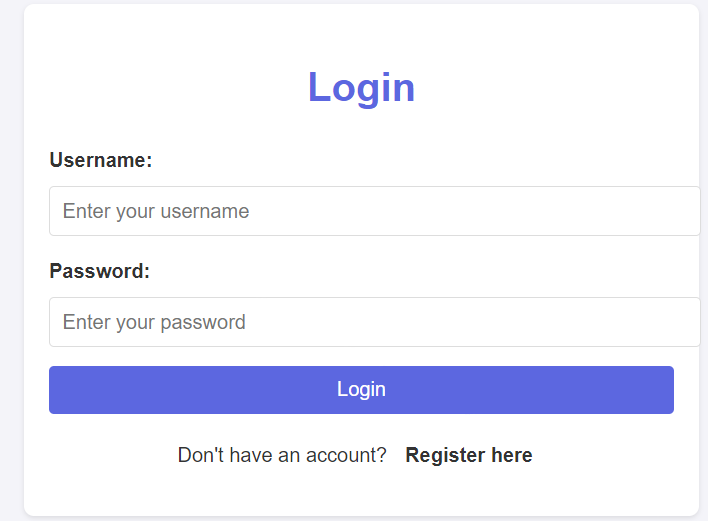 Login
Username:
Enter your username
Password:
Enter your password
Login
Don't have an account? Register here